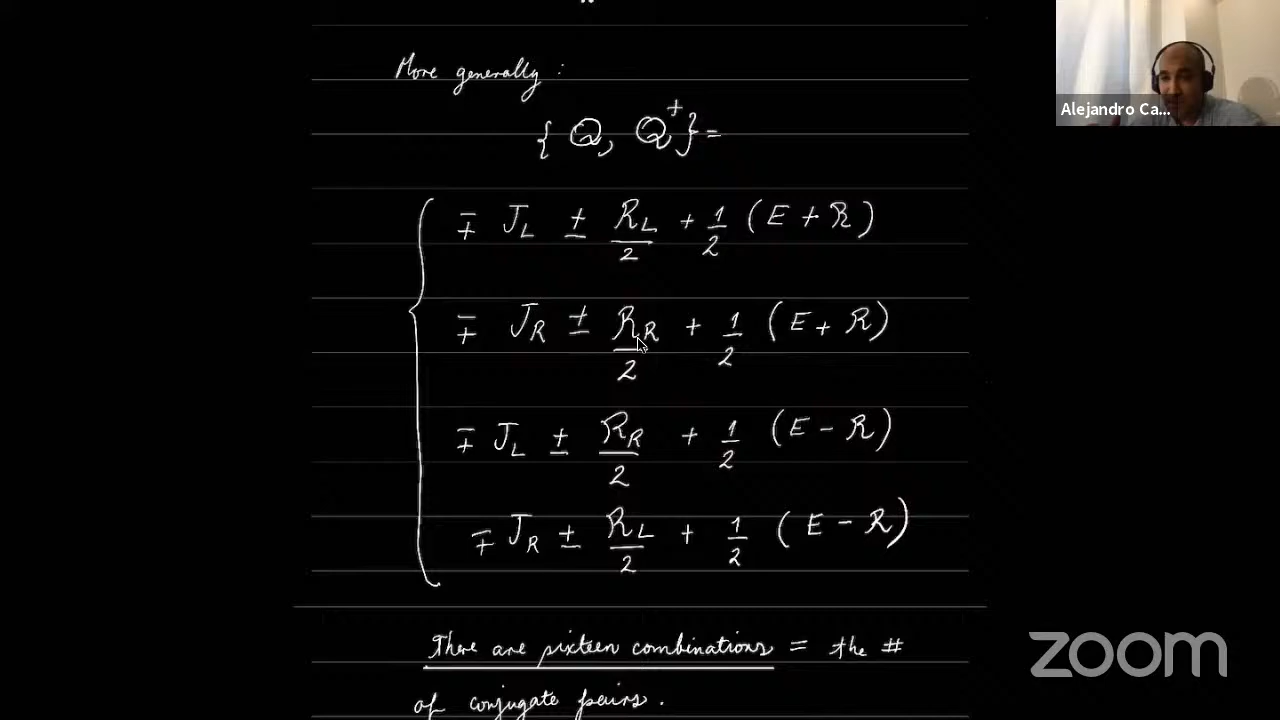 More generally :
Alejandro Ca...
{ Q, Q† } =
∓ J_L ± R_L/2 + 1/2 (E + R)
∓ J_R ± R_R/2 + 1/2 (E + R)
∓ J_L ± R_R/2 + 1/2 (E - R)
∓ J_R ± R_L/2 + 1/2 (E - R)
There are sixteen combinations = the #
of conjugate pairs.
zoom